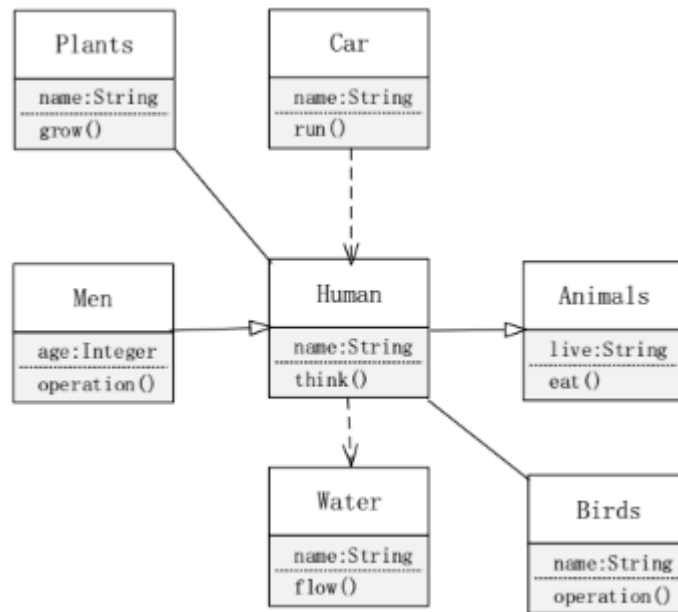 Plants
name:String
grow()
Car
name:String
run()
Men
age:Integer
operation()
Human
name:String
think()
Animals
live:String
eat()
Water
name:String
flow()
Birds
name:String
operation()